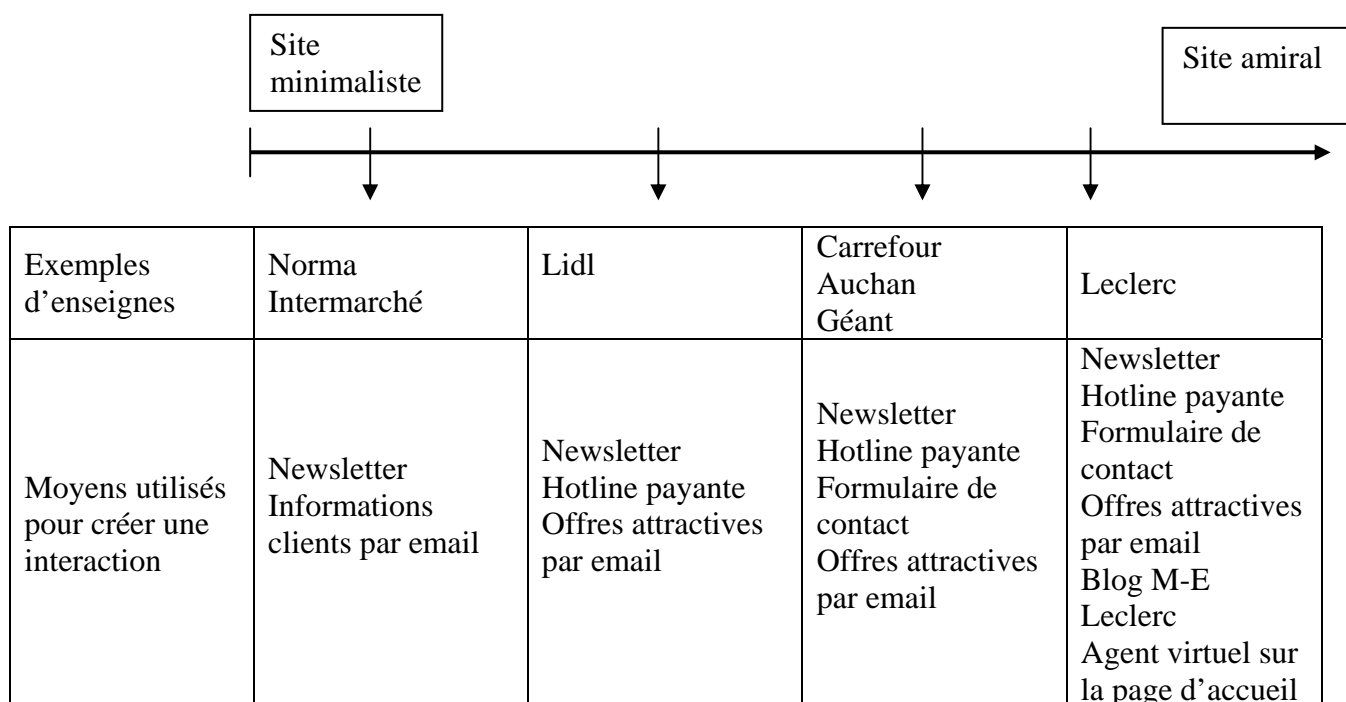 Site
minimaliste
Site amiral
Exemples
d’enseignes
Norma
Intermarché
Lidl
Carrefour
Auchan
Géant
Leclerc
Moyens utilisés
pour créer une
interaction
Newsletter
Informations
clients par email
Newsletter
Hotline payante
Offres attractives
par email
Newsletter
Hotline payante
Formulaire de
contact
Offres attractives
par email
Newsletter
Hotline payante
Formulaire de
contact
Offres attractives
par email
Blog M-E
Leclerc
Agent virtuel sur
la page d’accueil